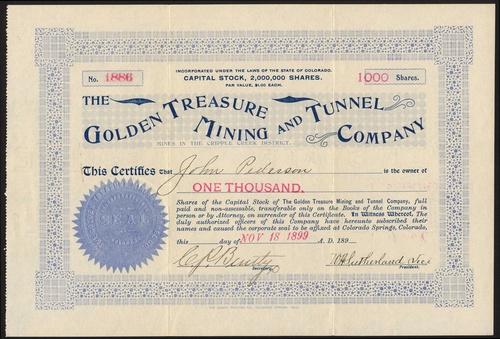 INCORPORATED UNDER THE LAWS OF THE STATE OF COLORADO.
CAPITAL STOCK, 2,000,000 SHARES.
PAR VALUE, $1.00 EACH.
No. 1886
1000 Shares.
THE
GOLDEN TREASURE
MINING AND TUNNEL
COMPANY
MINES IN THE CRIPPLE CREEK DISTRICT.
This Certifies that John Pederson is the owner of
ONE THOUSAND.
Shares of the Capital Stock of The Golden Treasure Mining and Tunnel Company, full
paid and non-assessable, transferable only on the Books of the Company in
person or by Attorney, on surrender of this Certificate. In Witness Whereof, The
duly authorized officers of this Company have hereunto subscribed their
names and caused the corporate seal to be affixed at Colorado Springs, Colorado,
this day of NOV 18 1899 A. D. 189
Secretary.
W H Sutherland Vice
President.